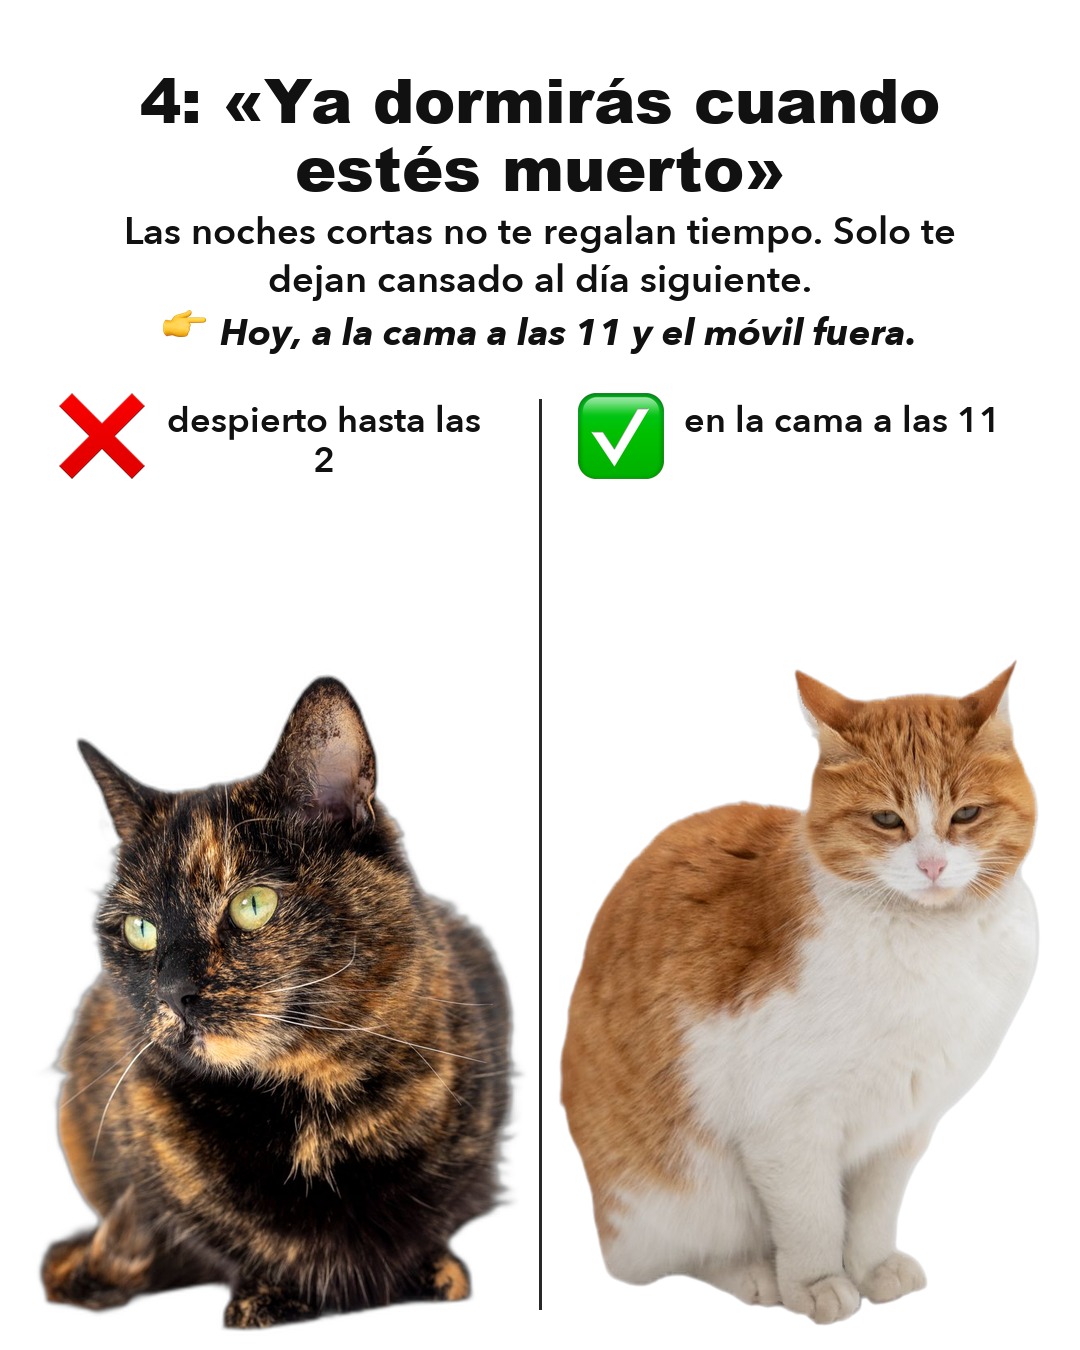 4: «Ya dormirás cuando
estés muerto»
Las noches cortas no te regalan tiempo. Solo te
dejan cansado al día siguiente.
👉 Hoy, a la cama a las 11 y el móvil fuera.
❌ despierto hasta las
2
✅ en la cama a las 11